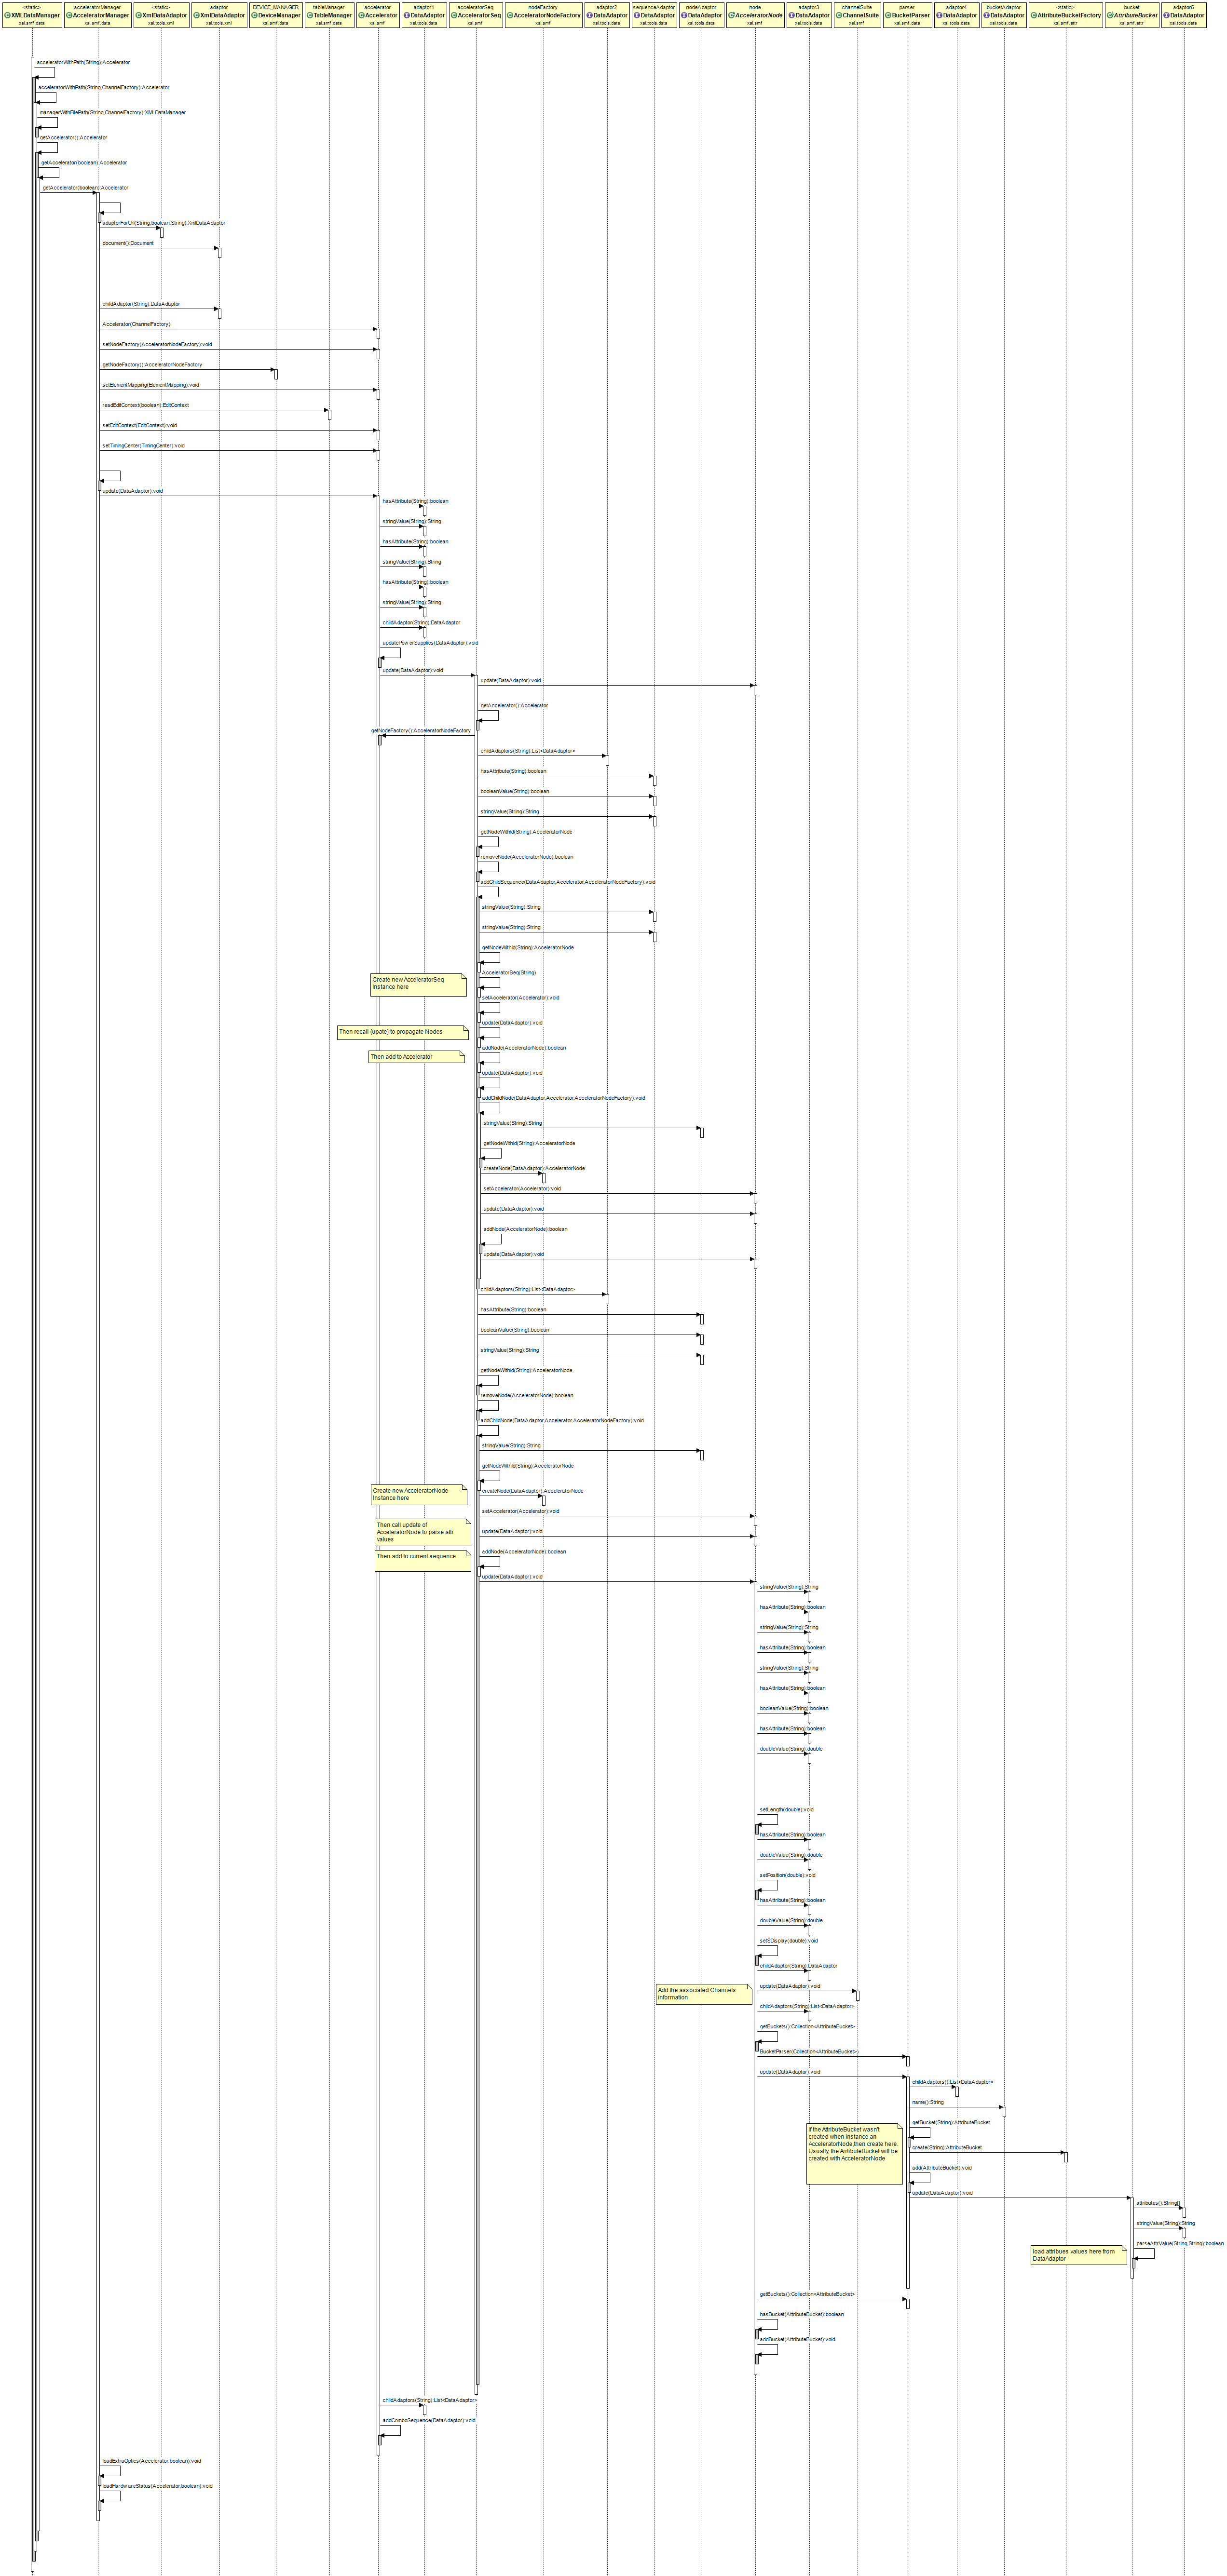 <static>
XMLDataManager
xal.smf.data
acceleratorManager
AcceleratorManager
xal.smf.data
<static>
XmlDataAdaptor
xal.tools.xml
adaptor
XmlDataAdaptor
xal.tools.xml
DEVICE_MANAGER
DeviceManager
xal.smf.data
tableManager
TableManager
xal.smf.data
accelerator
Accelerator
xal.smf
adaptor1
DataAdaptor
xal.tools.data
acceleratorSeq
AcceleratorSeq
xal.smf
nodeFactory
AcceleratorNodeFactory
xal.smf
adaptor2
DataAdaptor
xal.tools.data
sequenceAdaptor
DataAdaptor
xal.tools.data
nodeAdaptor
DataAdaptor
xal.tools.data
node
AcceleratorNode
xal.smf
adaptor3
DataAdaptor
xal.tools.data
channelSuite
ChannelSuite
xal.smf
parser
BucketParser
xal.smf.data
adaptor4
DataAdaptor
xal.tools.data
bucketAdaptor
DataAdaptor
xal.tools.data
<static>
AttributeBucketFactory
xal.smf.attr
bucket
AttributeBucket
xal.smf.attr
adaptor5
DataAdaptor
xal.tools.data
acceleratorWithPath(String):Accelerator
acceleratorWithPath(String,ChannelFactory):Accelerator
managerWithFilePath(String,ChannelFactory):XMLDataManager
getAccelerator():Accelerator
getAccelerator(boolean):Accelerator
getAccelerator(boolean):Accelerator
adaptorForUrl(String,boolean,String):XmlDataAdaptor
document():Document
childAdaptor(String):DataAdaptor
Accelerator(ChannelFactory)
setNodeFactory(AcceleratorNodeFactory):void
getNodeFactory():AcceleratorNodeFactory
setElementMapping(ElementMapping):void
readEditContext(boolean):EditContext
setEditContext(EditContext):void
setTimingCenter(TimingCenter):void
update(DataAdaptor):void
hasAttribute(String):boolean
stringValue(String):String
hasAttribute(String):boolean
stringValue(String):String
hasAttribute(String):boolean
stringValue(String):String
childAdaptor(String):DataAdaptor
updatePowerSupplies(DataAdaptor):void
update(DataAdaptor):void
update(DataAdaptor):void
getAccelerator():Accelerator
getNodeFactory():AcceleratorNodeFactory
childAdaptors(String):List<DataAdaptor>
hasAttribute(String):boolean
booleanValue(String):boolean
stringValue(String):String
getNodeWithId(String):AcceleratorNode
removeNode(AcceleratorNode):boolean
addChildSequence(DataAdaptor,Accelerator,AcceleratorNodeFactory):void
stringValue(String):String
stringValue(String):String
getNodeWithId(String):AcceleratorNode
AcceleratorSeq(String)
Create new AcceleratorSeq
Instance here
setAccelerator(Accelerator):void
update(DataAdaptor):void
Then recall {upate} to propagate Nodes
addNode(AcceleratorNode):boolean
Then add to Accelerator
update(DataAdaptor):void
addChildNode(DataAdaptor,Accelerator,AcceleratorNodeFactory):void
stringValue(String):String
getNodeWithId(String):AcceleratorNode
createNode(DataAdaptor):AcceleratorNode
setAccelerator(Accelerator):void
update(DataAdaptor):void
addNode(AcceleratorNode):boolean
update(DataAdaptor):void
childAdaptors(String):List<DataAdaptor>
hasAttribute(String):boolean
booleanValue(String):boolean
stringValue(String):String
getNodeWithId(String):AcceleratorNode
removeNode(AcceleratorNode):boolean
addChildNode(DataAdaptor,Accelerator,AcceleratorNodeFactory):void
stringValue(String):String
getNodeWithId(String):AcceleratorNode
Create new AcceleratorNode
Instance here
createNode(DataAdaptor):AcceleratorNode
setAccelerator(Accelerator):void
Then call update of
AcceleratorNode to parse attr
values
update(DataAdaptor):void
addNode(AcceleratorNode):boolean
Then add to current sequence
update(DataAdaptor):void
stringValue(String):String
hasAttribute(String):boolean
stringValue(String):String
hasAttribute(String):boolean
stringValue(String):String
hasAttribute(String):boolean
booleanValue(String):boolean
hasAttribute(String):boolean
doubleValue(String):double
setLength(double):void
hasAttribute(String):boolean
doubleValue(String):double
setPosition(double):void
hasAttribute(String):boolean
doubleValue(String):double
setSDisplay(double):void
childAdaptor(String):DataAdaptor
update(DataAdaptor):void
Add the associated Channels
information
childAdaptors(String):List<DataAdaptor>
getBuckets():Collection<AttributeBucket>
BucketParser(Collection<AttributeBucket>)
update(DataAdaptor):void
childAdaptors():List<DataAdaptor>
name():String
getBucket(String):AttributeBucket
If the AttributeBucket wasn't
created when instance an
AcceleratorNode,then create here.
Usually, the ArrtibuteBucket will be
created with AcceleratorNode
create(String):AttributeBucket
add(AttributeBucket):void
update(DataAdaptor):void
attributes():String[]
stringValue(String):String
parseAttrValue(String,String):boolean
load attribues values here from
DataAdaptor
getBuckets():Collection<AttributeBucket>
hasBucket(AttributeBucket):boolean
addBucket(AttributeBucket):void
childAdaptors(String):List<DataAdaptor>
addComboSequence(DataAdaptor):void
loadExtraOptics(Accelerator,boolean):void
loadHardwareStatus(Accelerator,boolean):void